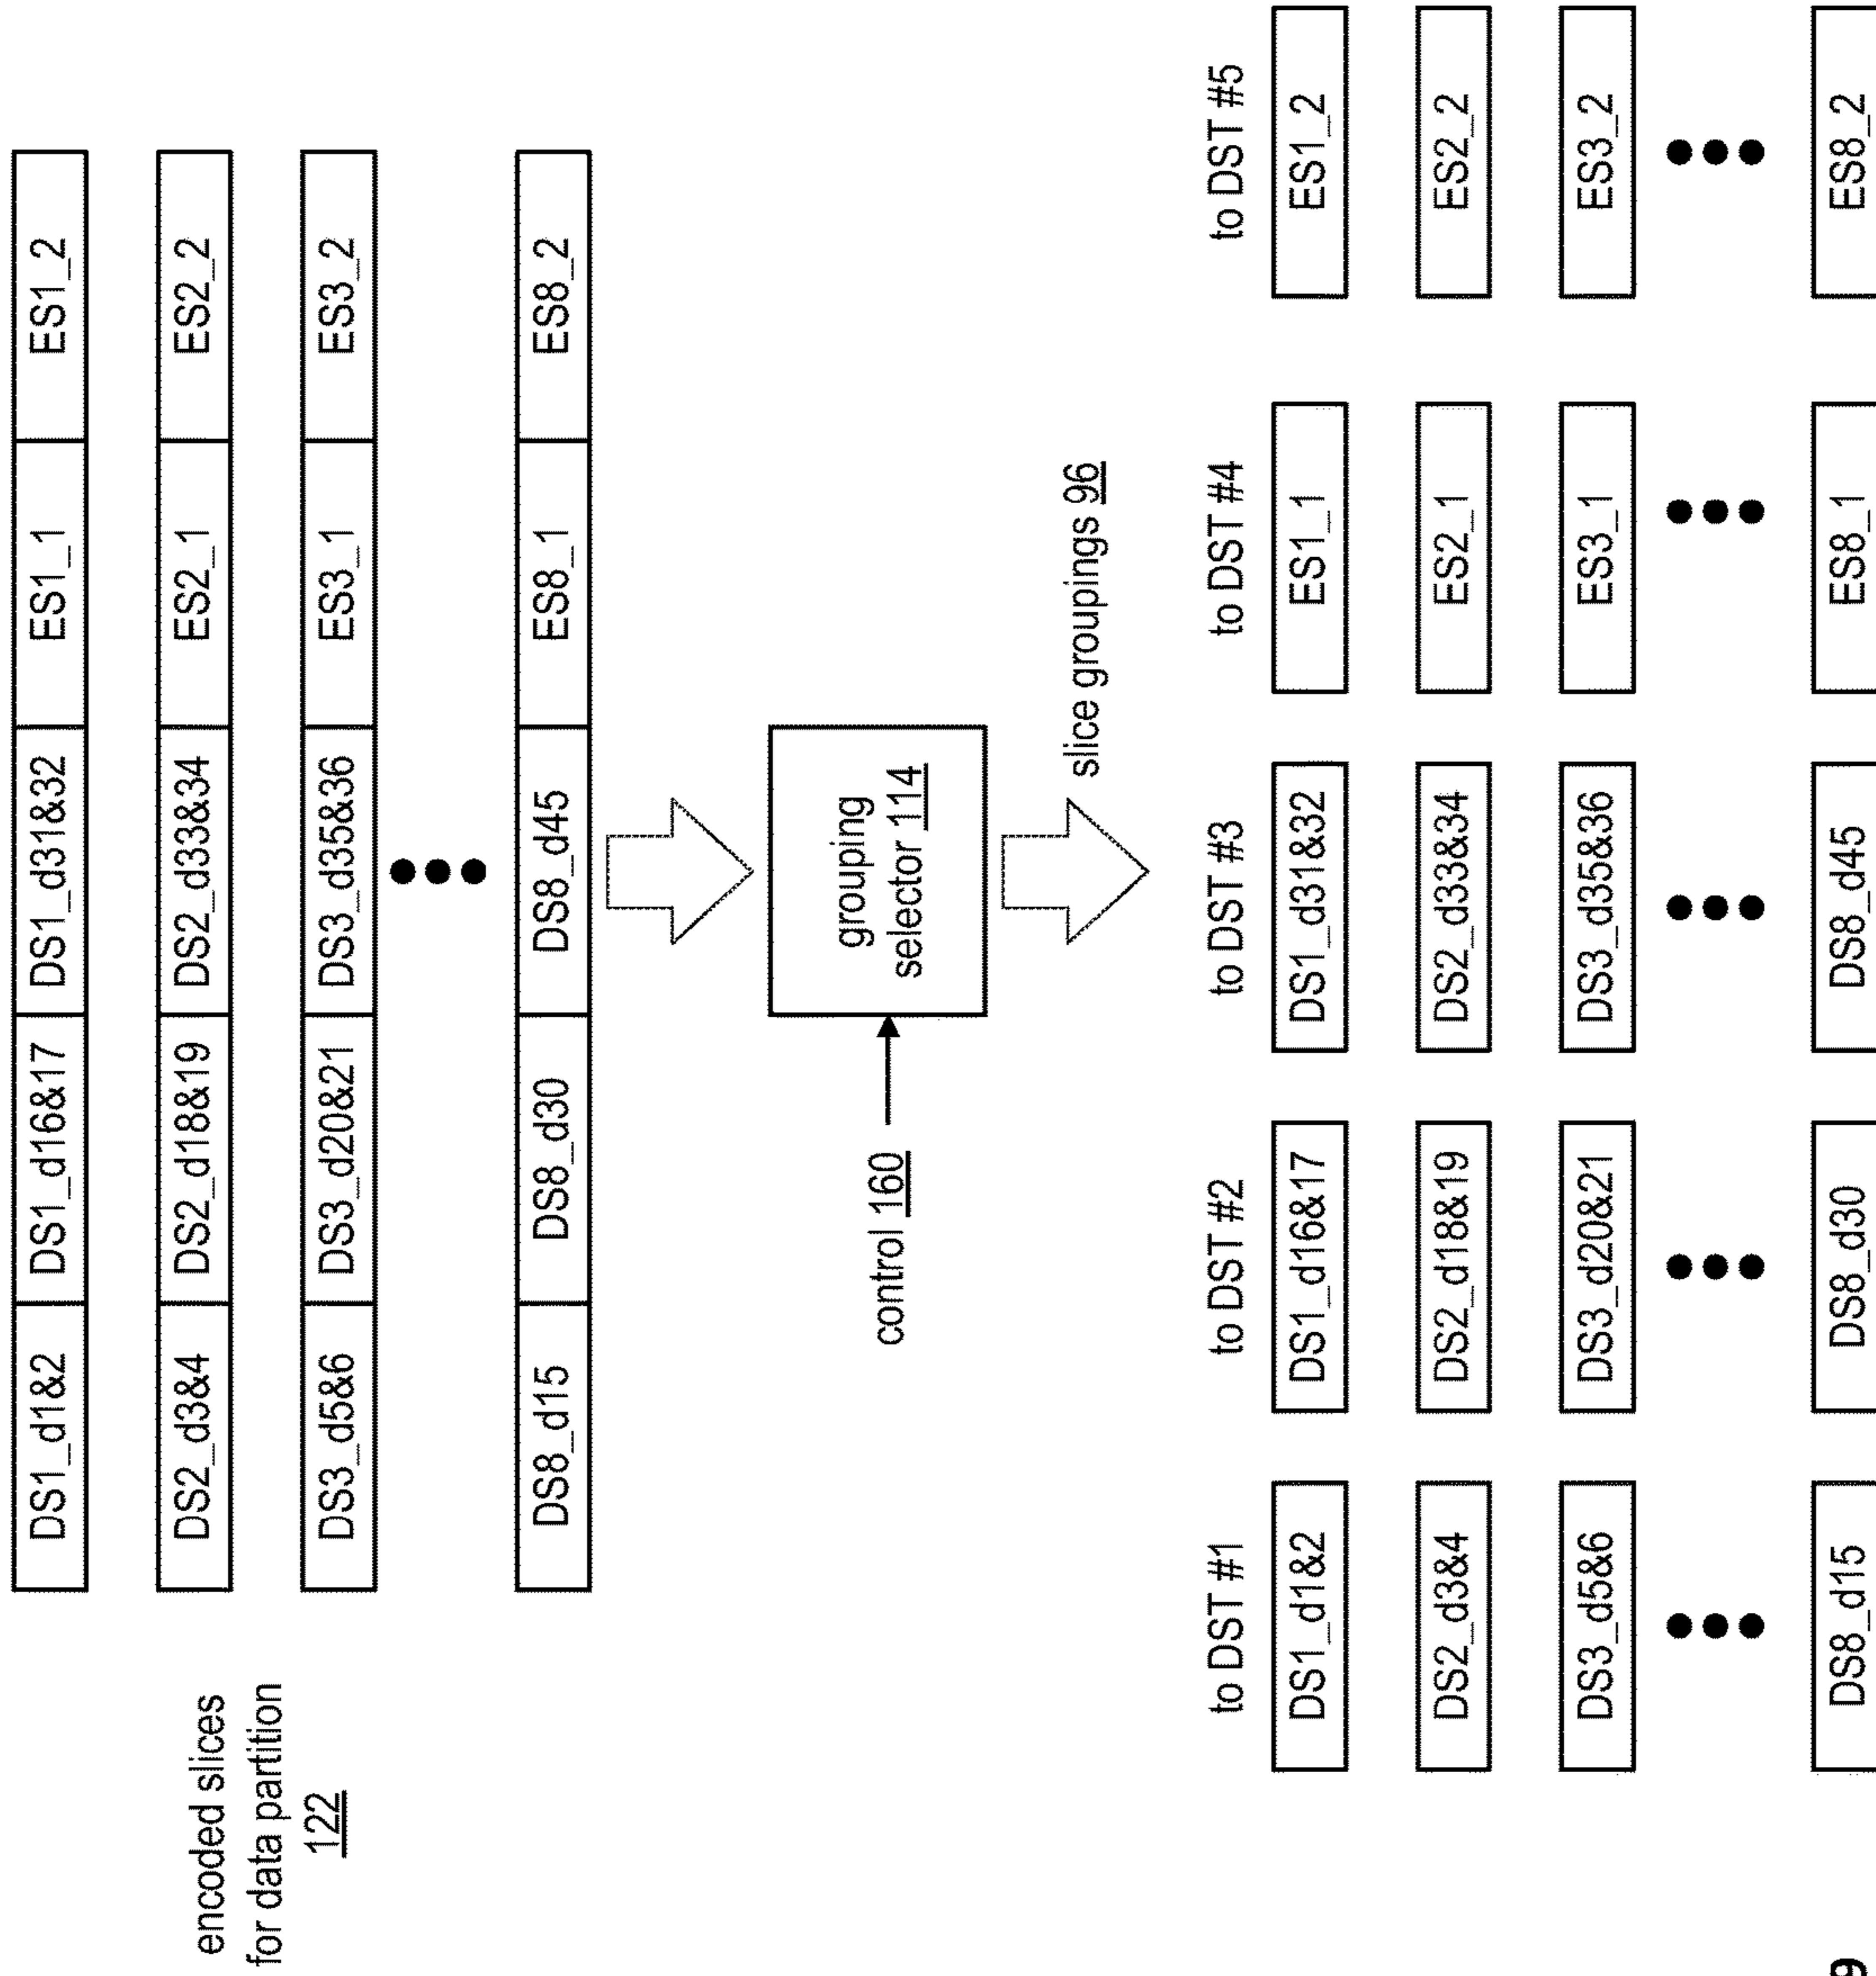 encoded slices
for data partition
122
DS1_d1&2 DS1_d16&17 DS1_d31&32 ES1_1 ES1_2
DS2_d3&4 DS2_d18&19 DS2_d33&34 ES2_1 ES2_2
DS3_d5&6 DS3_d20&21 DS3_d35&36 ES3_1 ES3_2
DS8_d15 DS8_d30 DS8_d45 ES8_1 ES8_2
control 160
grouping
selector 114
slice groupings 96
to DST #1 to DST #2 to DST #3 to DST #4 to DST #5
DS1_d1&2 DS1_d16&17 DS1_d31&32 ES1_1 ES1_2
DS2_d3&4 DS2_d18&19 DS2_d33&34 ES2_1 ES2_2
DS3_d5&6 DS3_d20&21 DS3_d35&36 ES3_1 ES3_2
DS8_d15 DS8_d30 DS8_d45 ES8_1 ES8_2
9